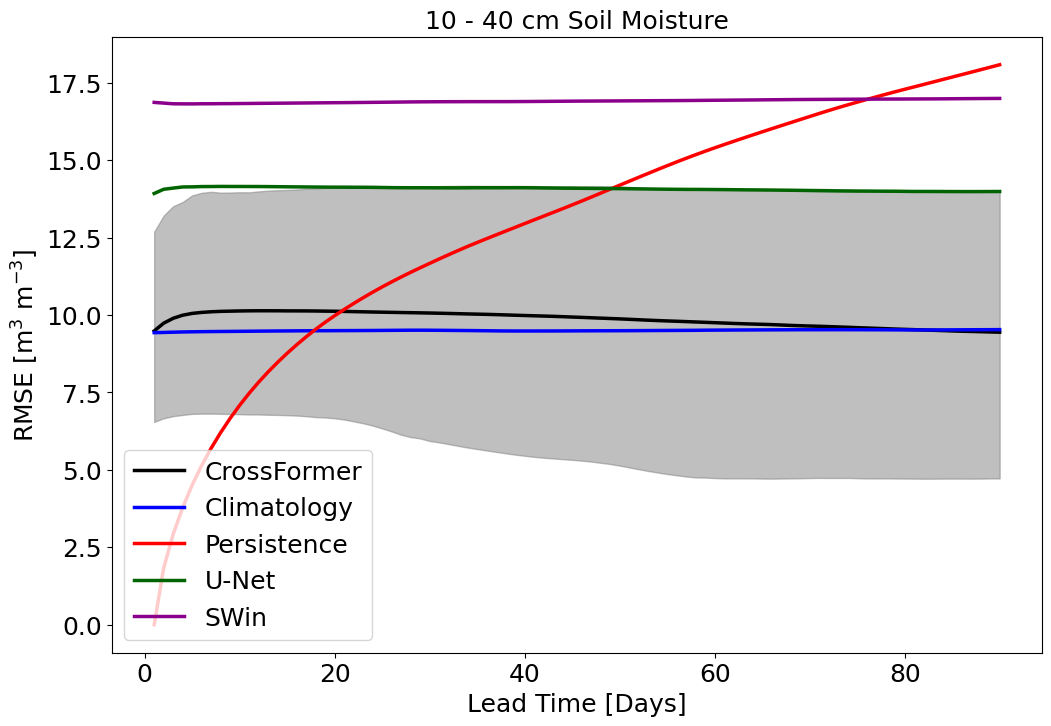 10 - 40 cm Soil Moisture
RMSE [m³ m⁻³]
17.5
15.0
12.5
10.0
7.5
5.0
2.5
0.0
CrossFormer
Climatology
Persistence
U-Net
SWin
0 20 40 60 80
Lead Time [Days]